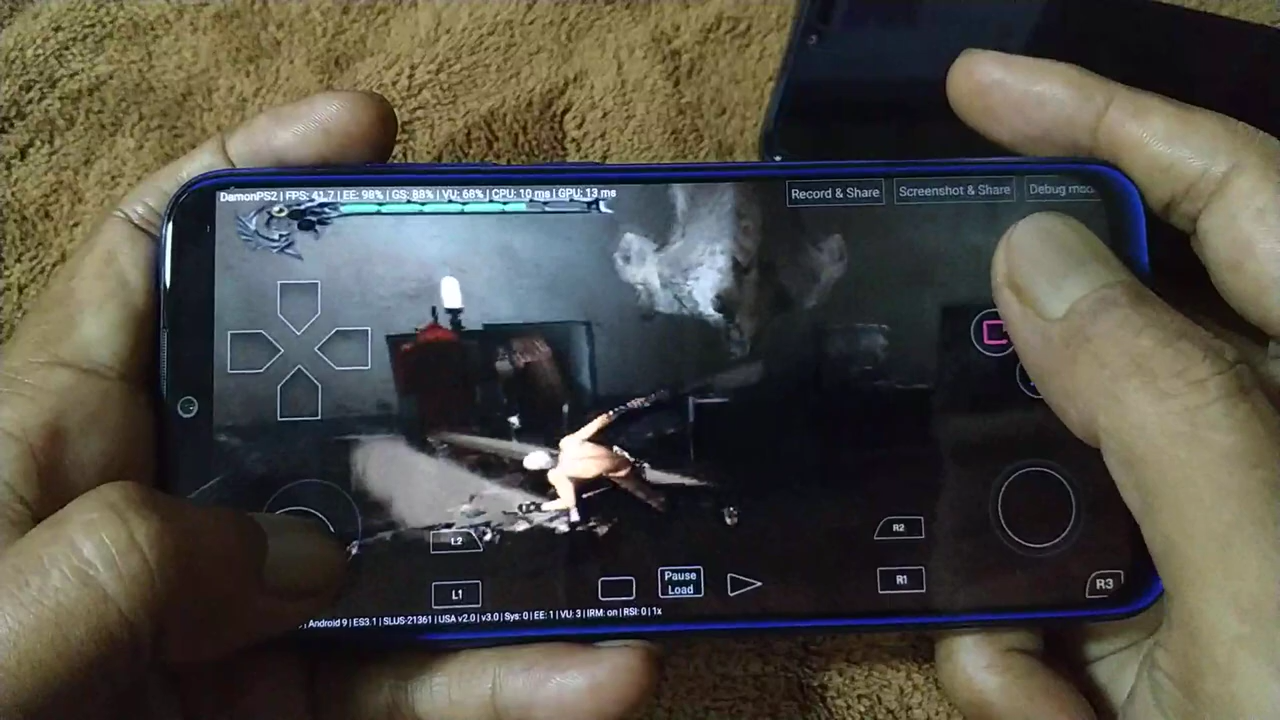 DamonPS2 | FPS: 41.7 | EE: 98% | GS: 88% | VU: 68% | CPU: 10 ms | GPU: 13 ms
Record & Share
Screenshot & Share
Debug
L2
R2
Pause
Load
L1
R1
R3
Android 9 | ES3.1 | SLUS-21361 | USA v2.0 | v3.0 | Sys: 0 | EE: 1 | VU: 3 | IRM: on | RSI: 0 | 1x